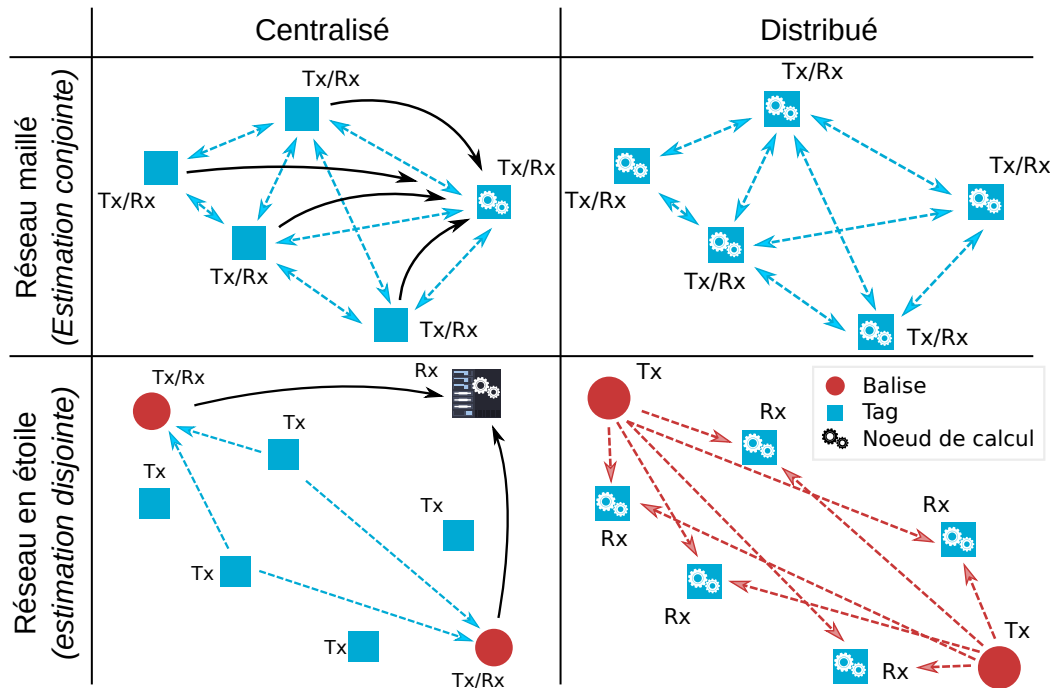 Centralisé
Distribué
Réseau maillé
(Estimation conjointe)
Tx/Rx
Tx/Rx
Tx/Rx
Tx/Rx
Tx/Rx
Tx/Rx
Tx/Rx
Tx/Rx
Tx/Rx
Tx/Rx
Réseau en étoile
(estimation disjointe)
Tx/Rx
Rx
Tx
Tx
Tx
Tx
Tx
Tx/Rx
Tx
Rx
Rx
Rx
Rx
Rx
Tx
Balise
Tag
Noeud de calcul